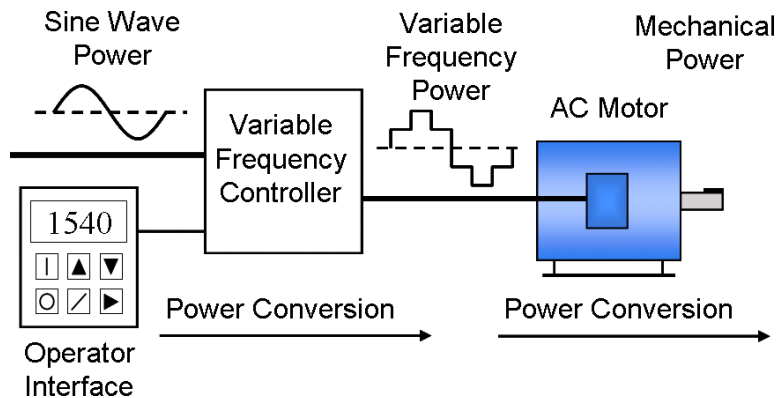 Sine Wave
Power
Variable
Frequency
Power
Mechanical
Power
AC Motor
Variable
Frequency
Controller
1540
Power Conversion
Power Conversion
Operator
Interface